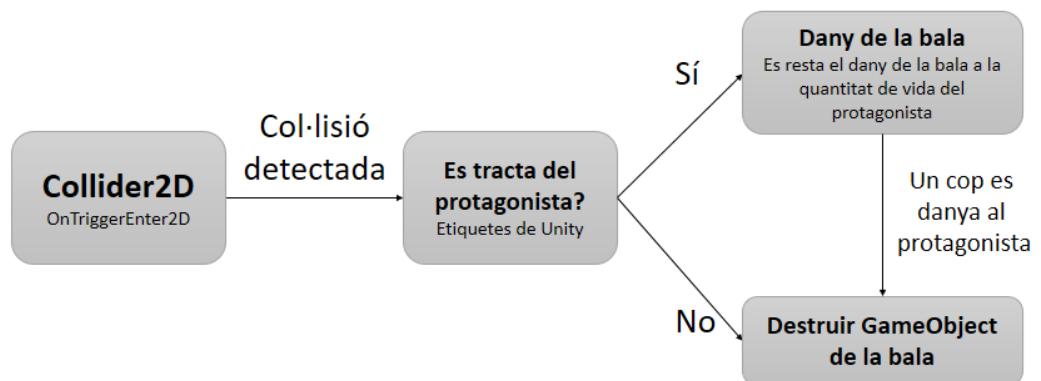 Collider2D
OnTriggerEnter2D
Col·lisió
detectada
Es tracta del
protagonista?
Etiquetes de Unity
Sí
Dany de la bala
Es resta el dany de la bala a la
quantitat de vida del
protagonista
Un cop es
danya al
protagonista
No
Destruir GameObject
de la bala